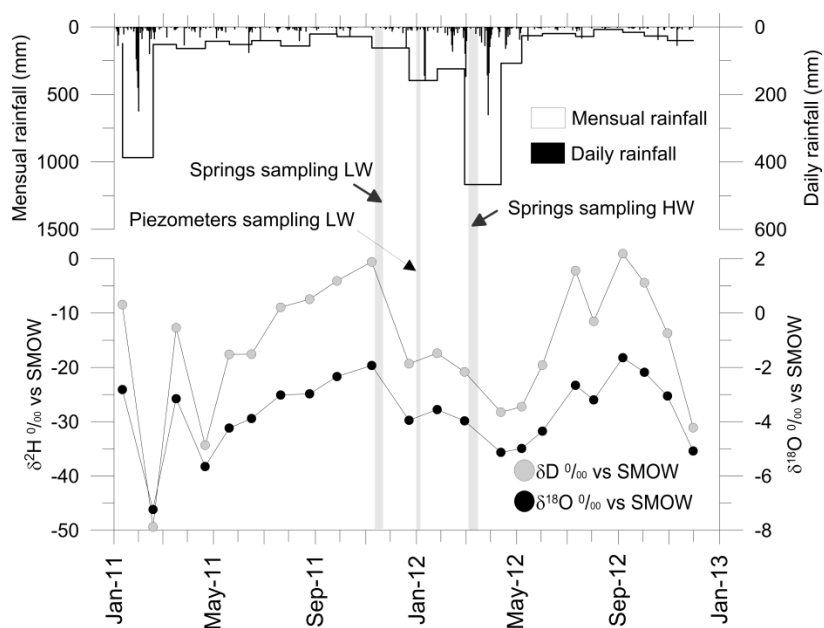 Mensual rainfall (mm)
0
500
1000
1500
Daily rainfall (mm)
0
200
400
600
Mensual rainfall
Daily rainfall
Springs sampling LW
Piezometers sampling LW
Springs sampling HW
δ²H ⁰/₀₀ vs SMOW
0
-10
-20
-30
-40
-50
δ¹⁸O ⁰/₀₀ vs SMOW
2
0
-2
-4
-6
-8
δD ⁰/₀₀ vs SMOW
δ¹⁸O ⁰/₀₀ vs SMOW
Jan-11
May-11
Sep-11
Jan-12
May-12
Sep-12
Jan-13